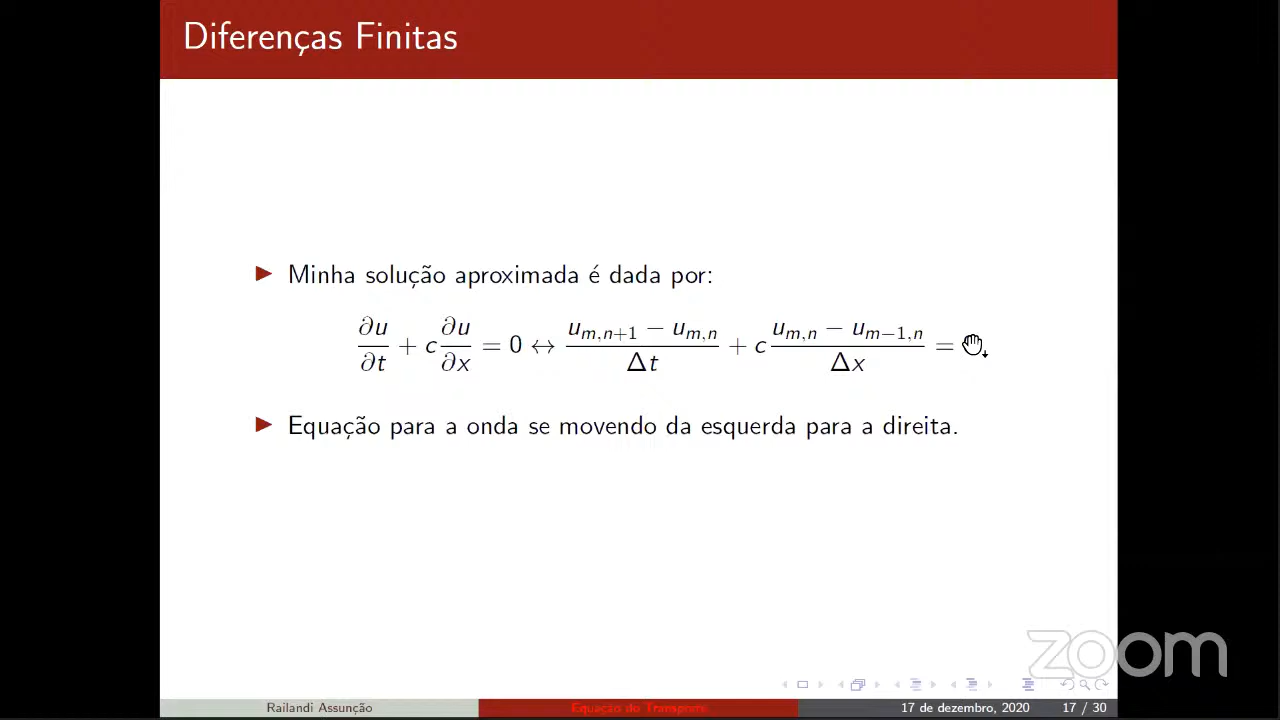 Diferenças Finitas
▶ Minha solução aproximada é dada por:
∂u/∂t + c ∂u/∂x = 0 ↔ (u_{m,n+1} − u_{m,n})/Δt + c (u_{m,n} − u_{m−1,n})/Δx =
▶ Equação para a onda se movendo da esquerda para a direita.
zoom
Railandi Assunção Equação do Transporte 17 de dezembro, 2020 17 / 30